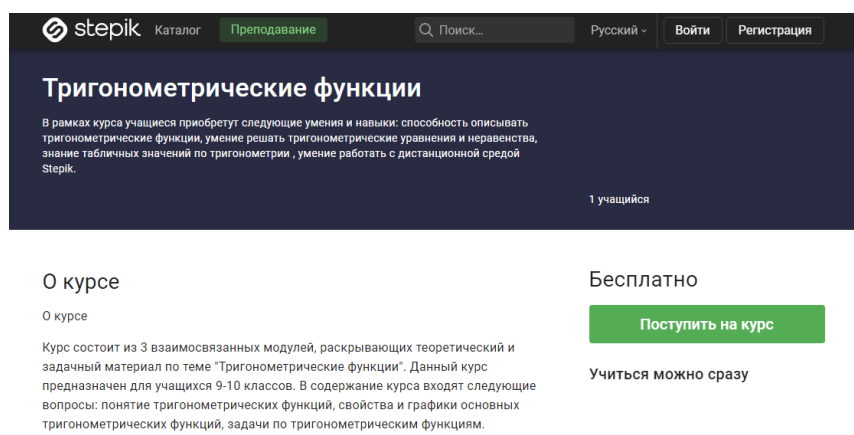 stepik Каталог Преподавание Поиск... Русский Войти Регистрация
Тригонометрические функции
В рамках курса учащиеся приобретут следующие умения и навыки: способность описывать
тригонометрические функции, умение решать тригонометрические уравнения и неравенства,
знание табличных значений по тригонометрии , умение работать с дистанционной средой
Stepik.
1 учащийся
О курсе
О курсе
Курс состоит из 3 взаимосвязанных модулей, раскрывающих теоретический и
задачный материал по теме "Тригонометрические функции". Данный курс
предназначен для учащихся 9-10 классов. В содержание курса входят следующие
вопросы: понятие тригонометрических функций, свойства и графики основных
тригонометрических функций, задачи по тригонометрическим функциям.
Бесплатно
Поступить на курс
Учиться можно сразу